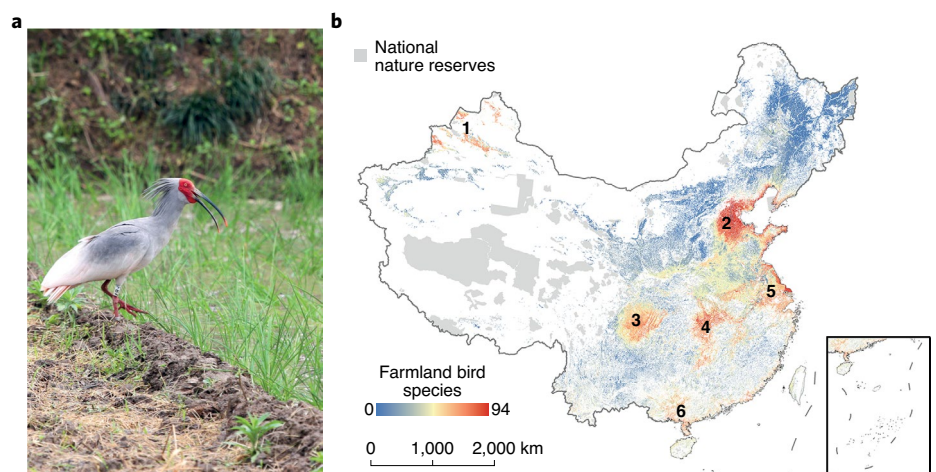 a
b
National
nature reserves
1
2
3
4
5
6
Farmland bird
species
0 94
0 1,000 2,000 km